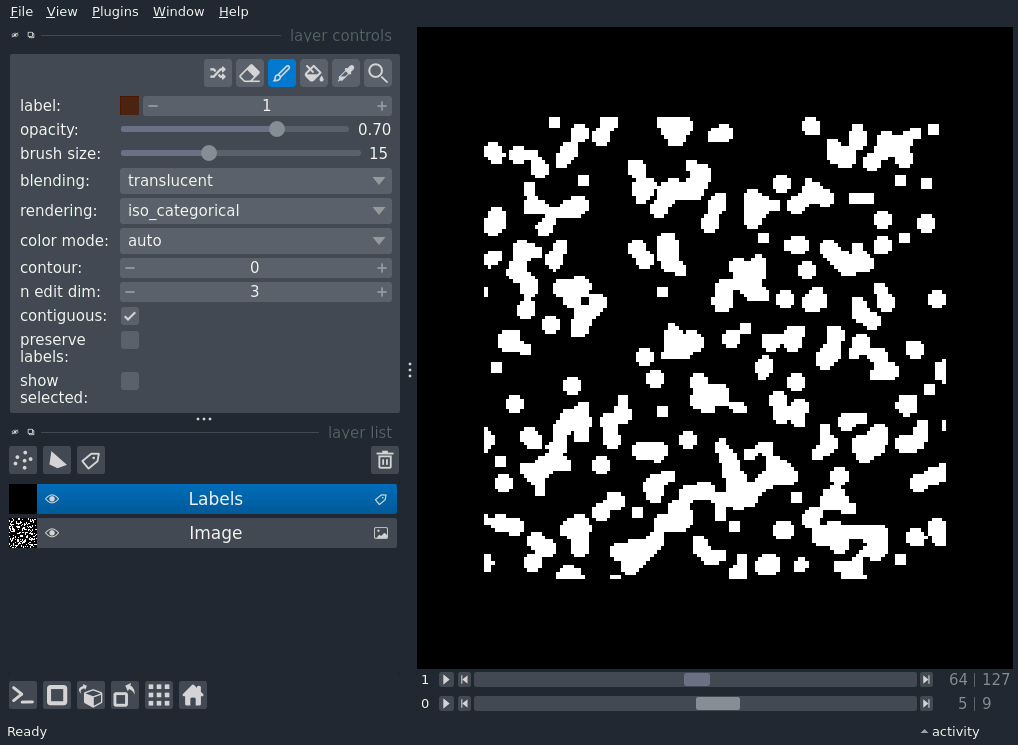 File View Plugins Window Help
layer controls
label: 1
opacity: 0.70
brush size: 15
blending: translucent
rendering: iso_categorical
color mode: auto
contour: 0
n edit dim: 3
contiguous:
preserve
labels:
show
selected:
layer list
Labels
Image
1 64 | 127
0 5 | 9
Ready activity